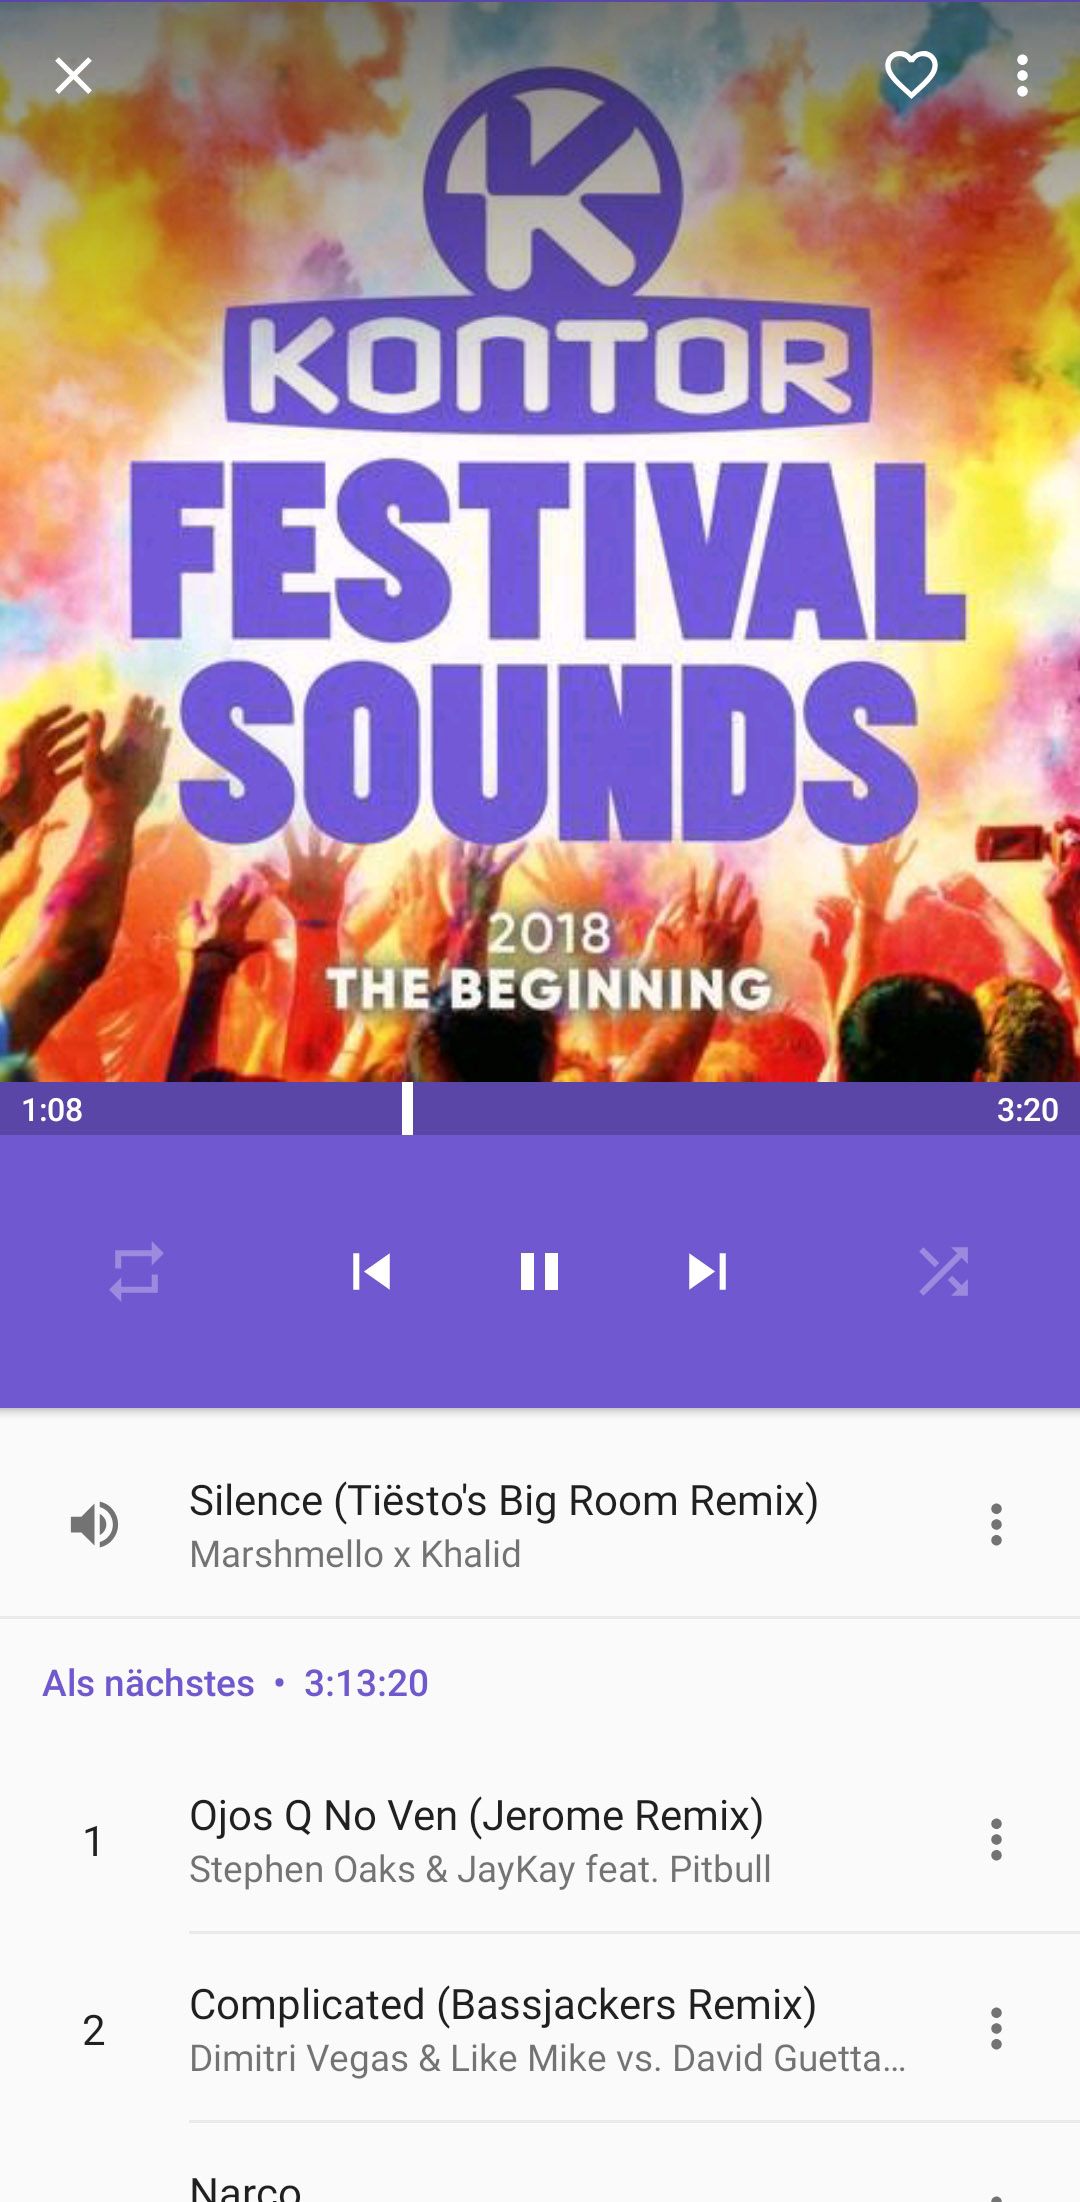 K
KONTOR
FESTIVAL
SOUNDS
2018
THE BEGINNING
1:08
3:20
Silence (Tiësto's Big Room Remix)
Marshmello x Khalid
Als nächstes • 3:13:20
1
Ojos Q No Ven (Jerome Remix)
Stephen Oaks & JayKay feat. Pitbull
2
Complicated (Bassjackers Remix)
Dimitri Vegas & Like Mike vs. David Guetta...
Narco